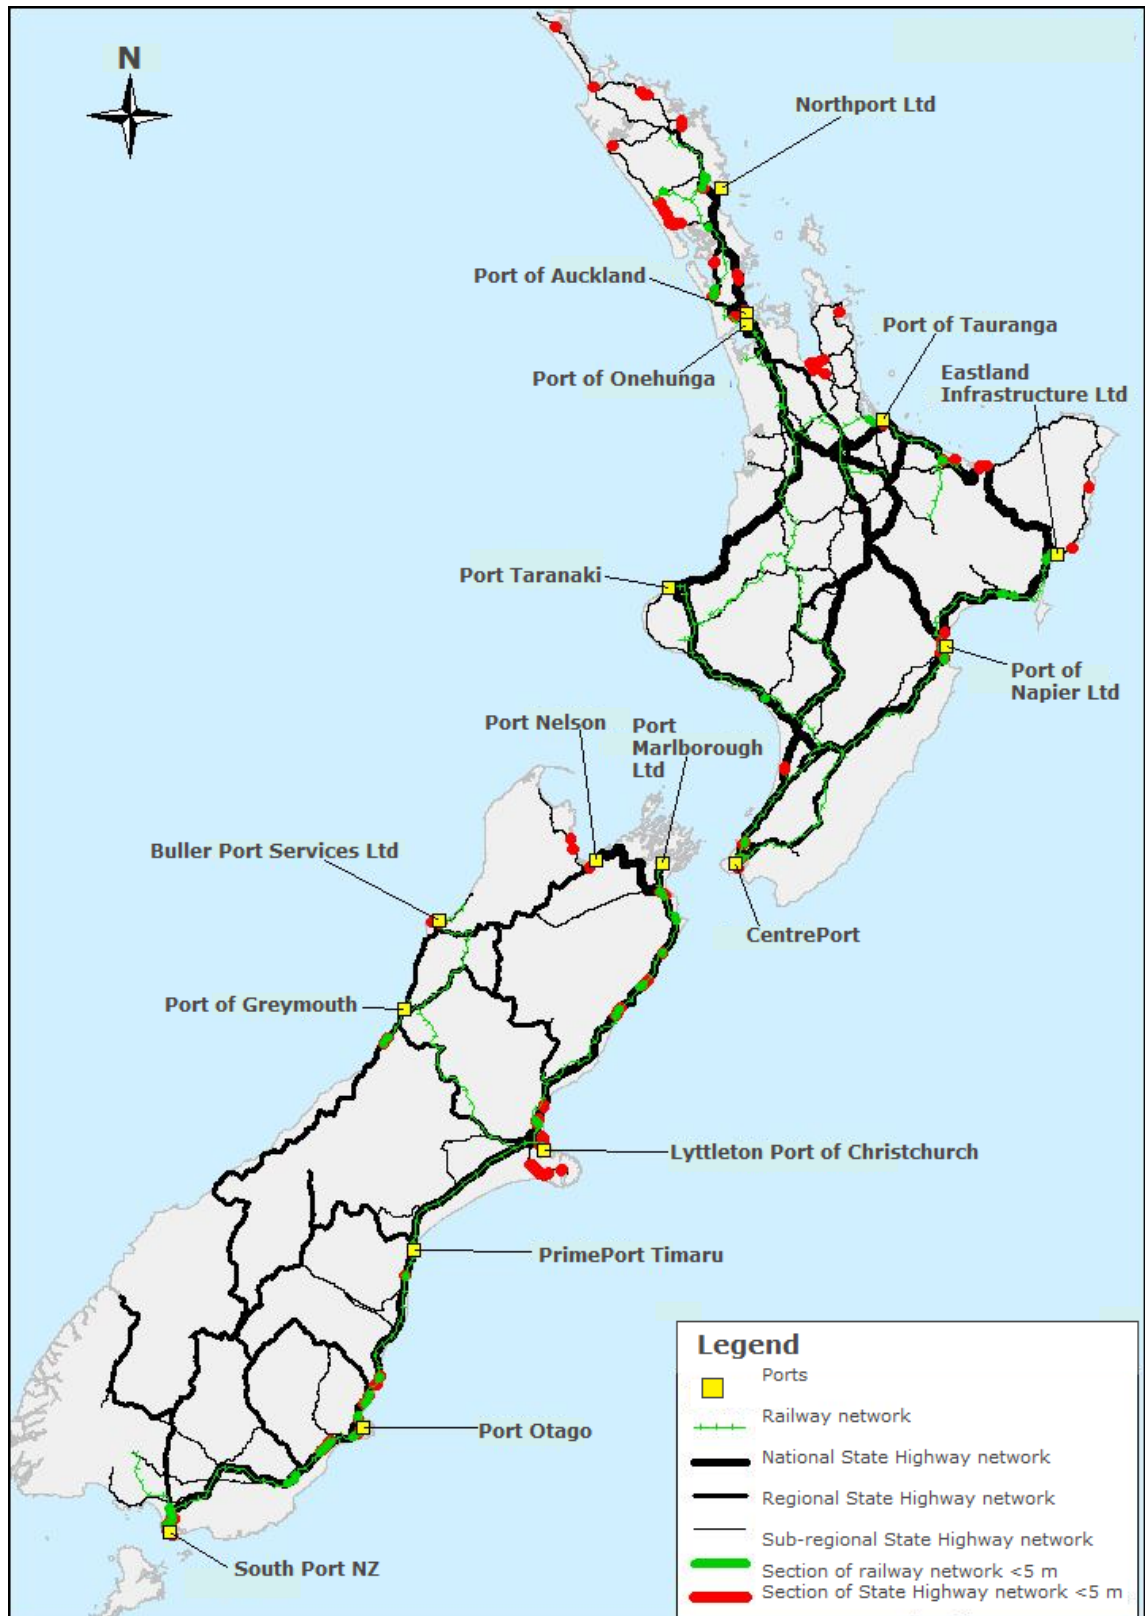 N
Northport Ltd
Port of Auckland
Port of Tauranga
Port of Onehunga
Eastland
Infrastructure Ltd
Port Taranaki
Port of
Napier Ltd
Port Nelson
Port
Marlborough
Ltd
Buller Port Services Ltd
CentrePort
Port of Greymouth
Lyttleton Port of Christchurch
PrimePort Timaru
Port Otago
South Port NZ
Legend
Ports
Railway network
National State Highway network
Regional State Highway network
Sub-regional State Highway network
Section of railway network <5 m
Section of State Highway network <5 m